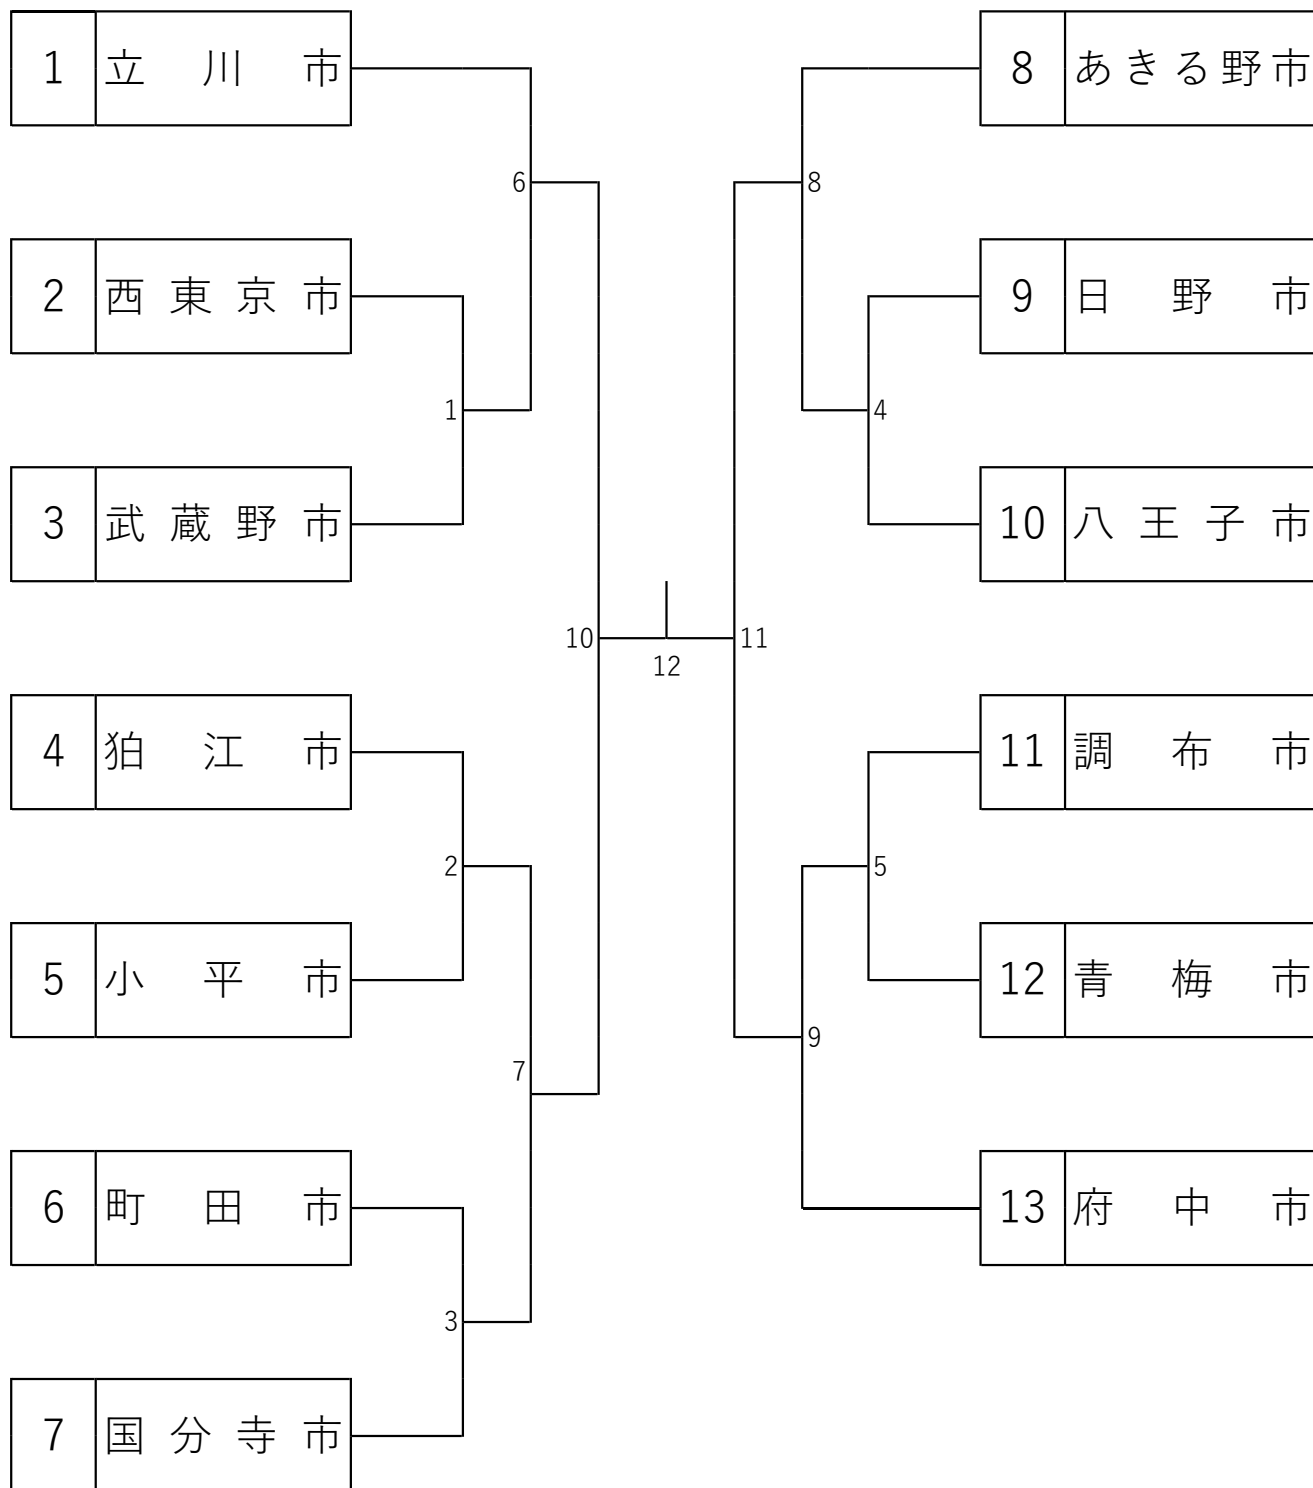 1 立川市
2 西東京市
3 武蔵野市
4 狛江市
5 小平市
6 町田市
7 国分寺市
6
1
2
7
3
10
12
11
8
4
5
9
8 あきる野市
9 日野市
10 八王子市
11 調布市
12 青梅市
13 府中市